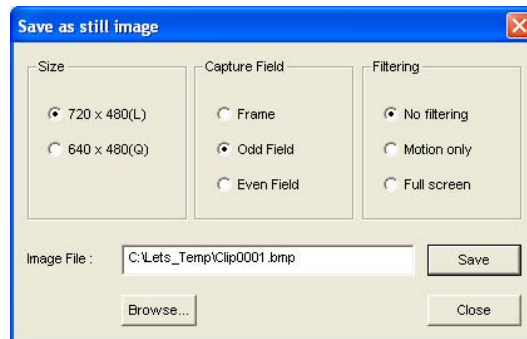 Save as still image
Size
720 x 480(L)
640 x 480(Q)
Capture Field
Frame
Odd Field
Even Field
Filtering
No filtering
Motion only
Full screen
Image File :
C:\Lets_Temp\Clip0001.bmp
Save
Browse...
Close